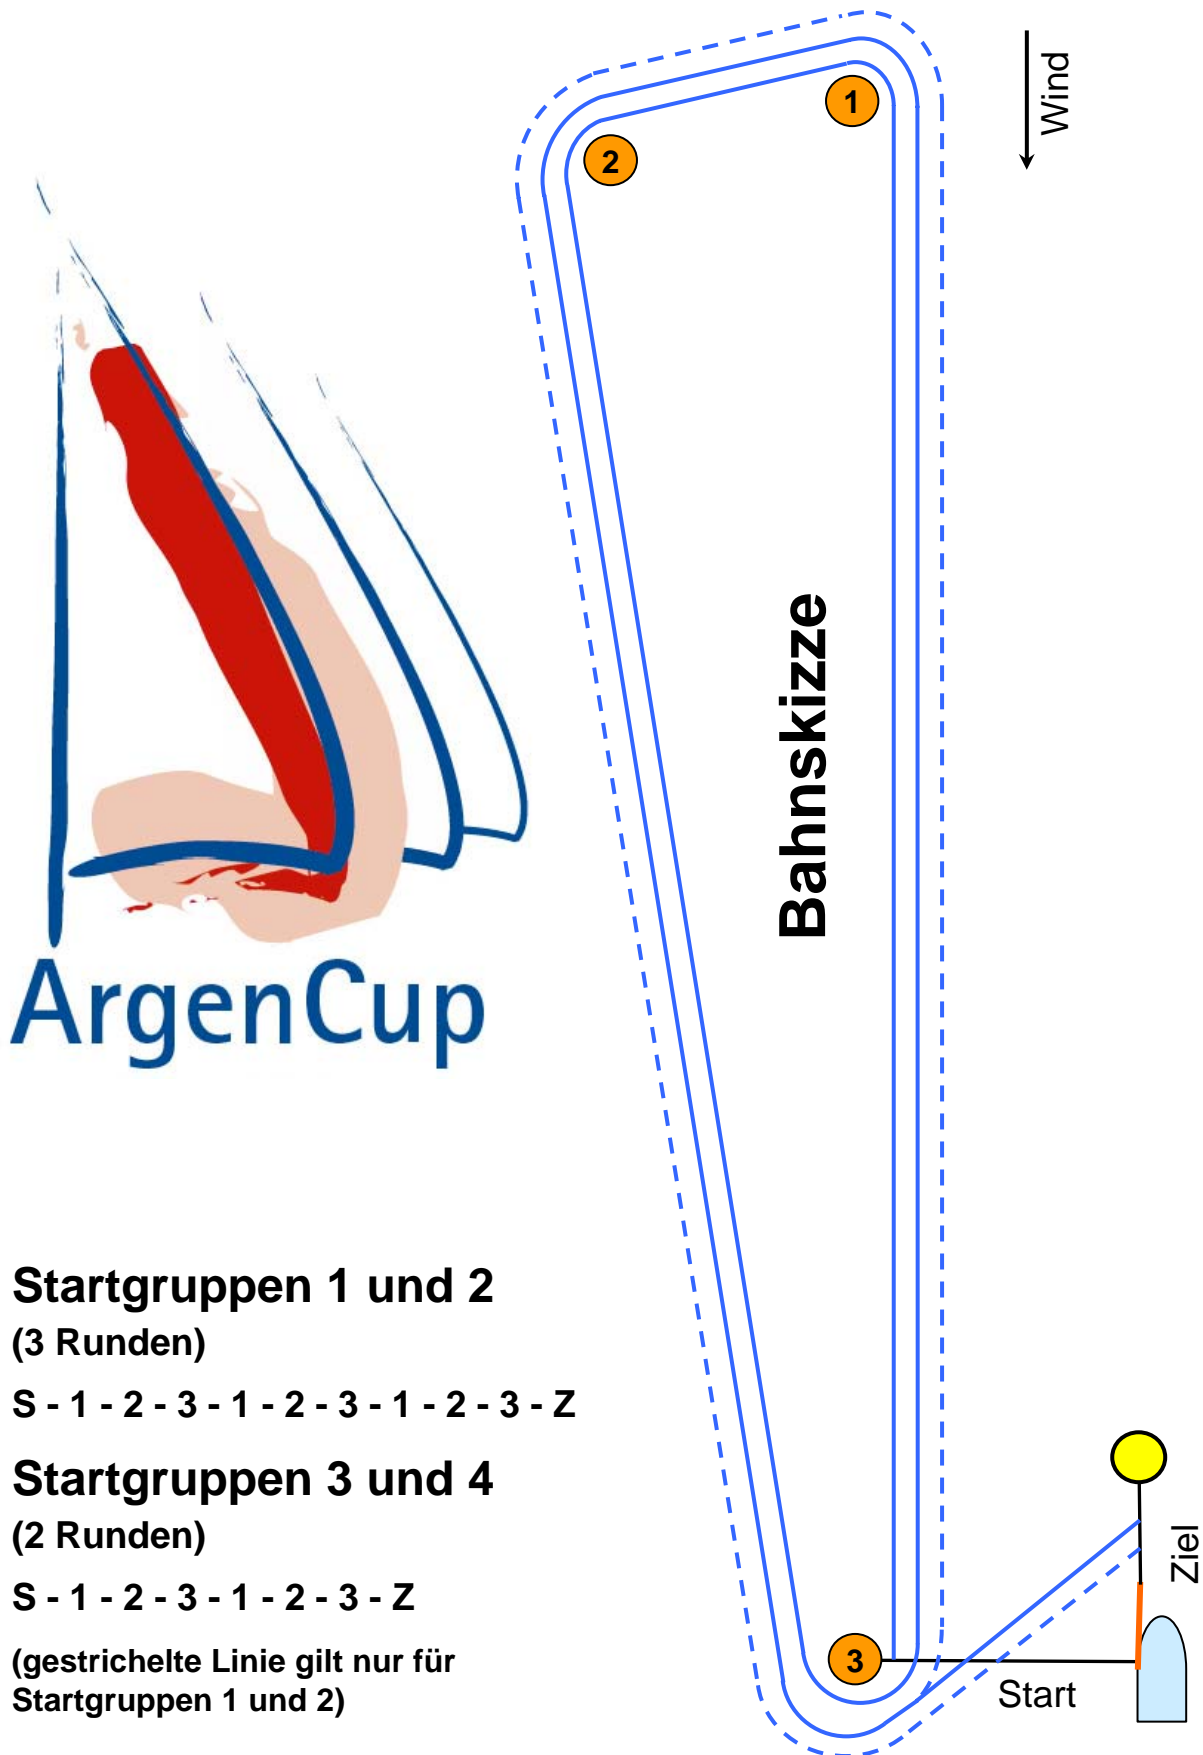 1
Wind
2
Bahnskizze
ArgenCup
Startgruppen 1 und 2
(3 Runden)
S - 1 - 2 - 3 - 1 - 2 - 3 - 1 - 2 - 3 - Z
Startgruppen 3 und 4
(2 Runden)
S - 1 - 2 - 3 - 1 - 2 - 3 - Z
(gestrichelte Linie gilt nur für
Startgruppen 1 und 2)
3
Start
Ziel